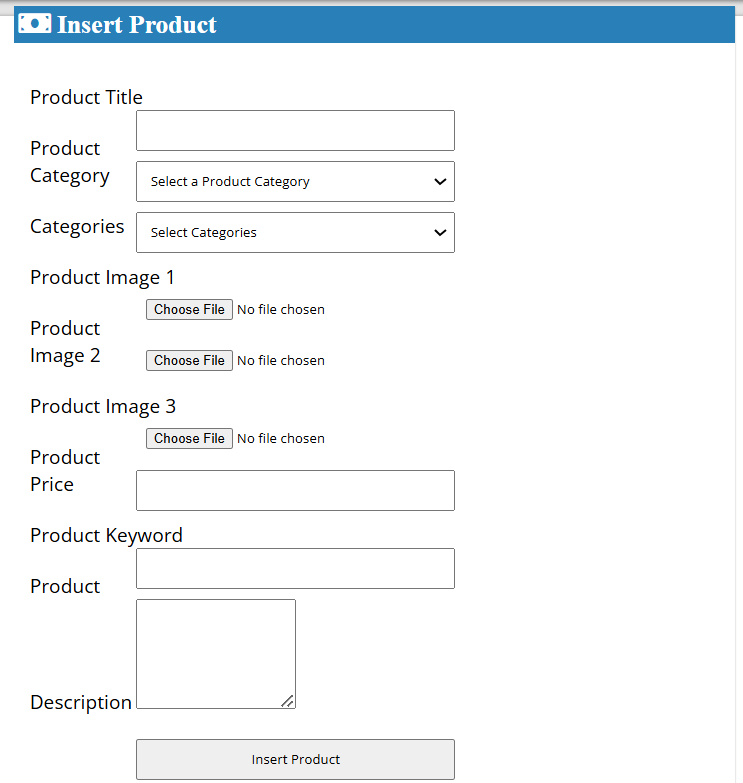 Insert Product
Product Title
Product
Category
Select a Product Category
Categories
Select Categories
Product Image 1
Choose File No file chosen
Product
Image 2
Choose File No file chosen
Product Image 3
Choose File No file chosen
Product
Price
Product Keyword
Product
Description
Insert Product